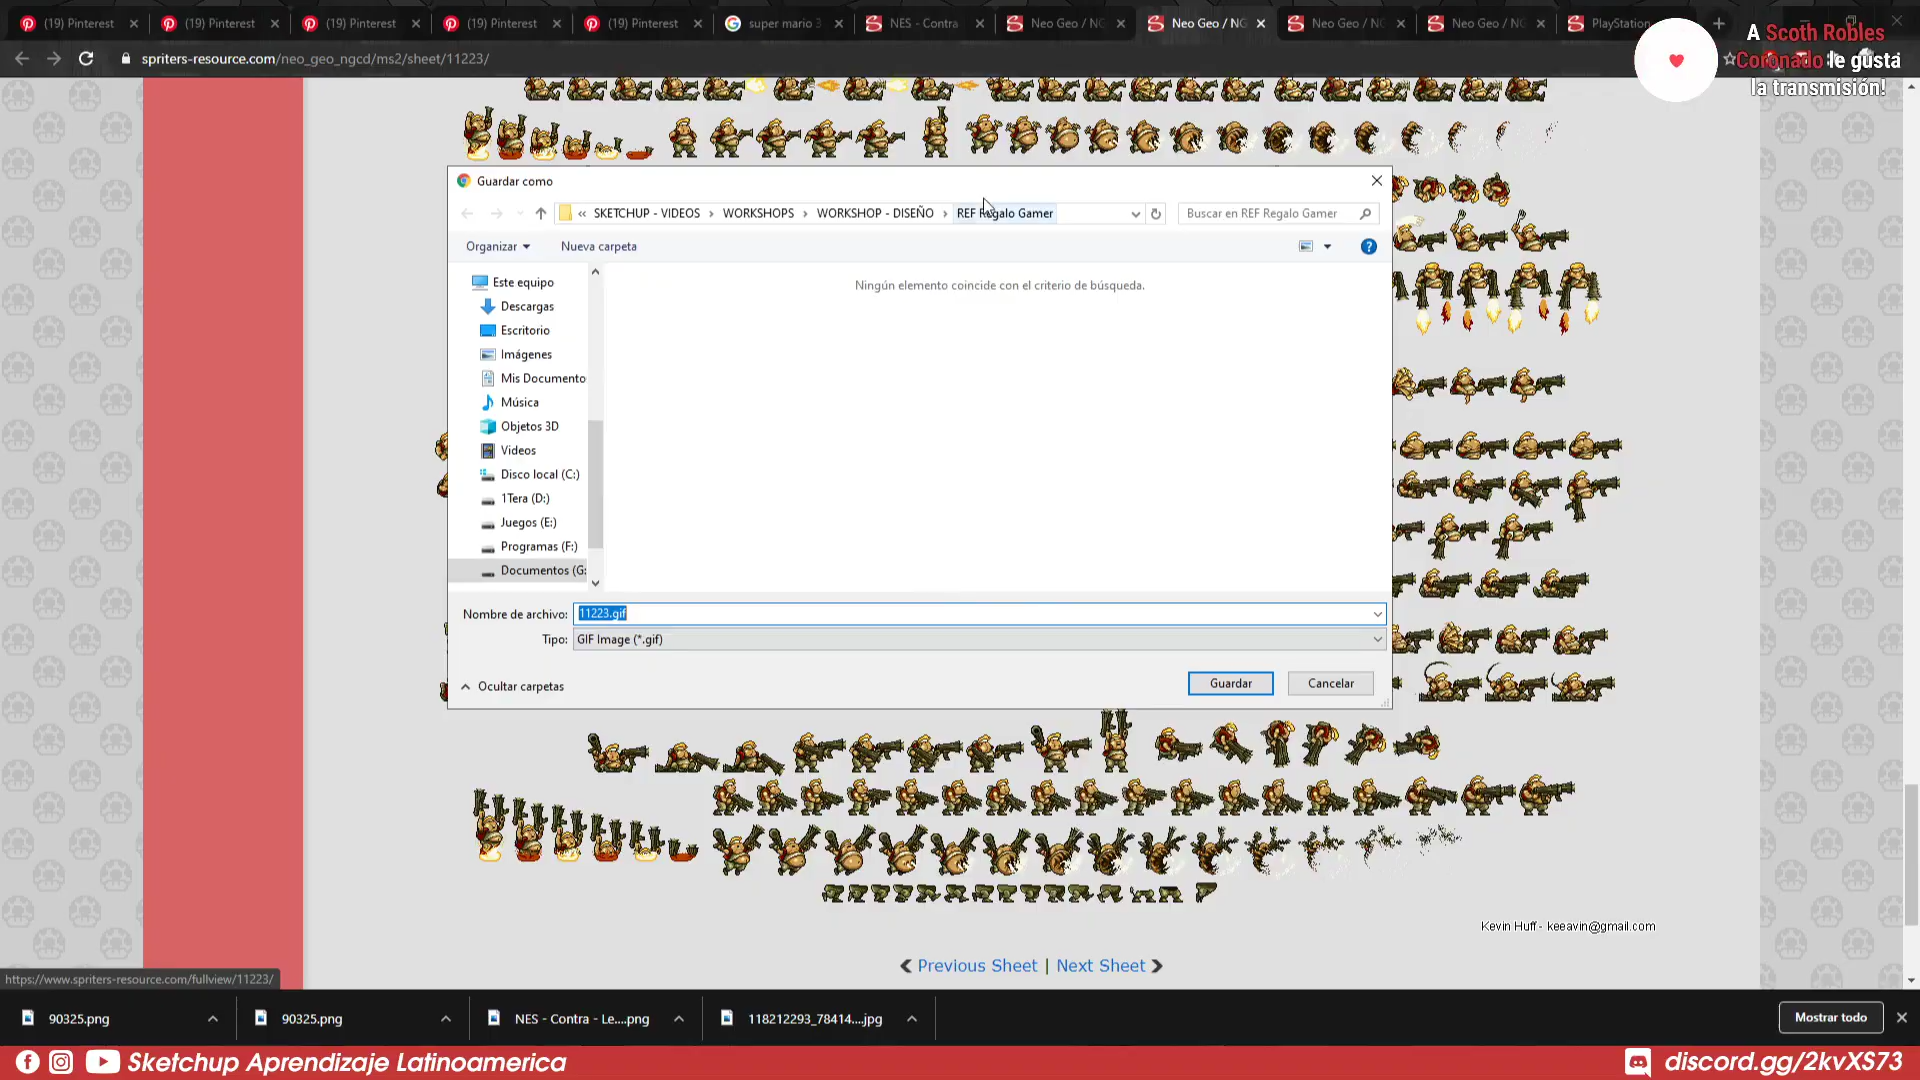 (19) Pinterest
(19) Pinterest
(19) Pinterest
(19) Pinterest
(19) Pinterest
super mario 3
NES - Contra
Neo Geo / NG
Neo Geo / NG
Neo Geo / NG
Neo Geo / NG
PlayStation
spriters-resource.com/neo_geo_ngcd/ms2/sheet/11223/
A Scoth Robles
Coronado le gusta
la transmisión!
Guardar como
« SKETCHUP - VIDEOS › WORKSHOPS › WORKSHOP - DISEÑO › REF Regalo Gamer
Buscar en REF Regalo Gamer
Organizar
Nueva carpeta
Ningún elemento coincide con el criterio de búsqueda.
Este equipo
Descargas
Escritorio
Imágenes
Mis Documento
Música
Objetos 3D
Videos
Disco local (C:)
1Tera (D:)
Juegos (E:)
Programas (F:)
Documentos (G:
Nombre de archivo: 11223.gif
Tipo: GIF Image (*.gif)
Ocultar carpetas
Guardar
Cancelar
Kevin Huff - keeavin@gmail.com
Previous Sheet | Next Sheet
https://www.spriters-resource.com/fullview/11223/
90325.png
90325.png
NES - Contra - Le....png
118212293_78414....jpg
Mostrar todo
Sketchup Aprendizaje Latinoamerica
discord.gg/2kvXS73